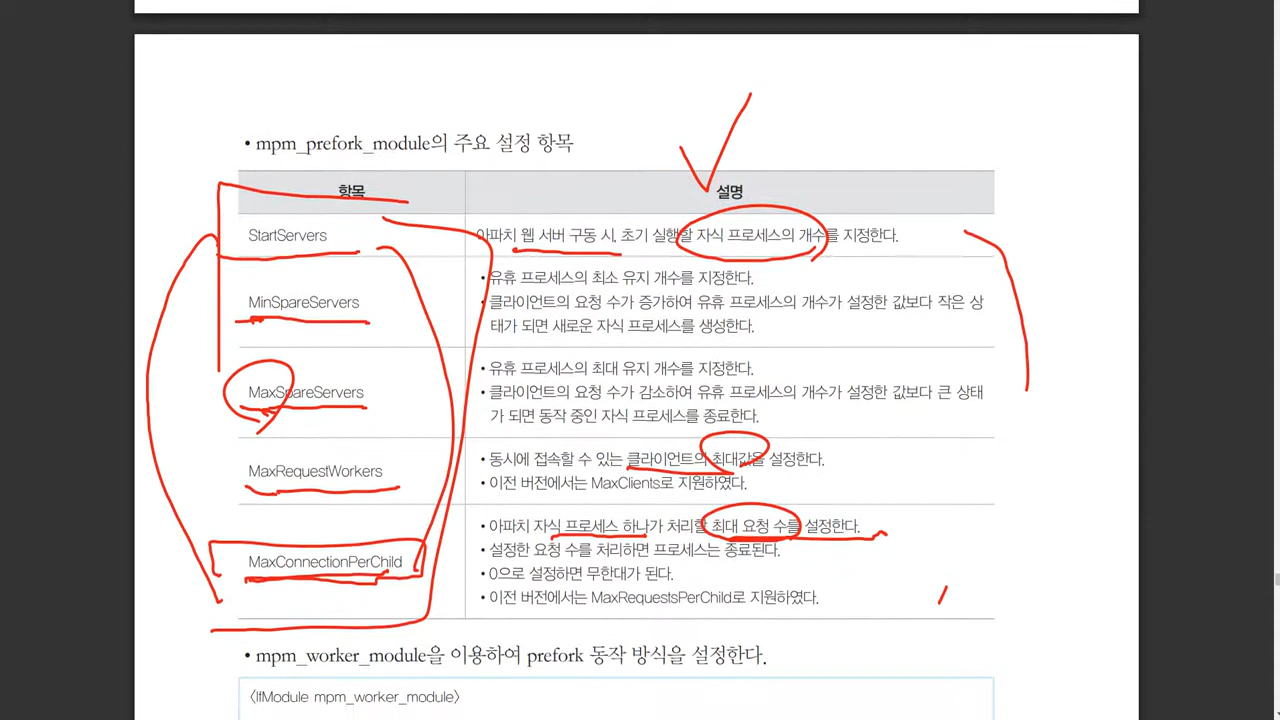 • mpm_prefork_module의 주요 설정 항목
항목
설명
StartServers
아파치 웹 서버 구동 시, 초기 실행할 자식 프로세스의 개수를 지정한다.
MinSpareServers
• 유휴 프로세스의 최소 유지 개수를 지정한다.
• 클라이언트의 요청 수가 증가하여 유휴 프로세스의 개수가 설정한 값보다 작은 상
태가 되면 새로운 자식 프로세스를 생성한다.
MaxSpareServers
• 유휴 프로세스의 최대 유지 개수를 지정한다.
• 클라이언트의 요청 수가 감소하여 유휴 프로세스의 개수가 설정한 값보다 큰 상태
가 되면 동작 중인 자식 프로세스를 종료한다.
MaxRequestWorkers
• 동시에 접속할 수 있는 클라이언트의 최대값을 설정한다.
• 이전 버전에서는 MaxClients로 지원하였다.
MaxConnectionPerChild
• 아파치 자식 프로세스 하나가 처리할 최대 요청 수를 설정한다.
• 설정한 요청 수를 처리하면 프로세스는 종료된다.
• 0으로 설정하면 무한대가 된다.
• 이전 버전에서는 MaxRequestsPerChild로 지원하였다.
• mpm_worker_module을 이용하여 prefork 동작 방식을 설정한다.
〈IfModule mpm_worker_module〉